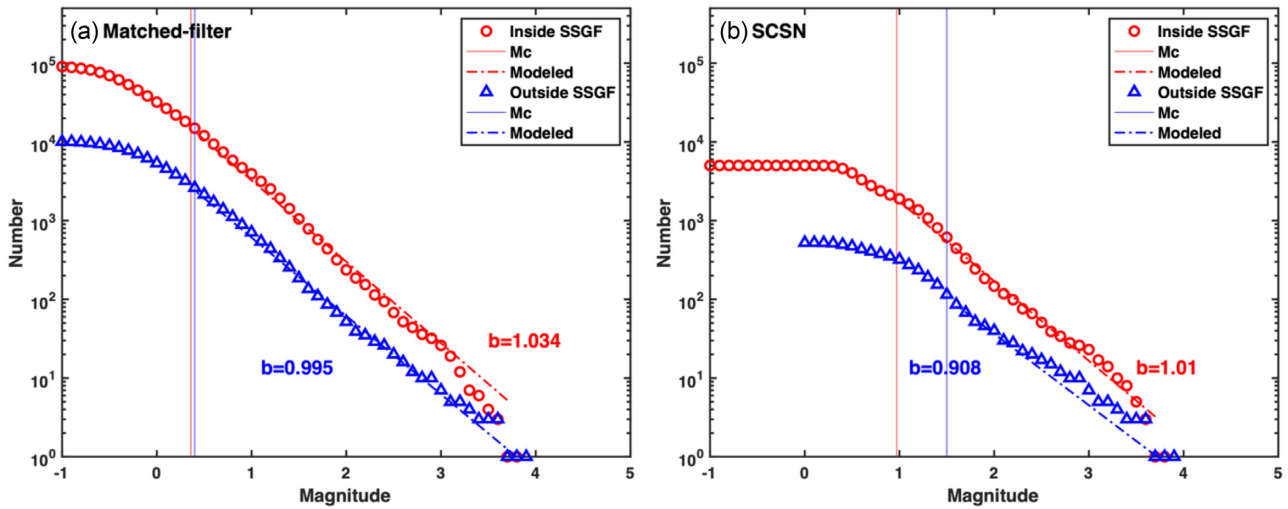 (a) Matched-filter
Inside SSGF
Mc
Modeled
Outside SSGF
Mc
Modeled
b=1.034
b=0.995
Number
10^5
10^4
10^3
10^2
10^1
10^0
-1 0 1 2 3 4 5
Magnitude
(b) SCSN
Inside SSGF
Mc
Modeled
Outside SSGF
Mc
Modeled
b=0.908
b=1.01
Number
10^5
10^4
10^3
10^2
10^1
10^0
-1 0 1 2 3 4 5
Magnitude